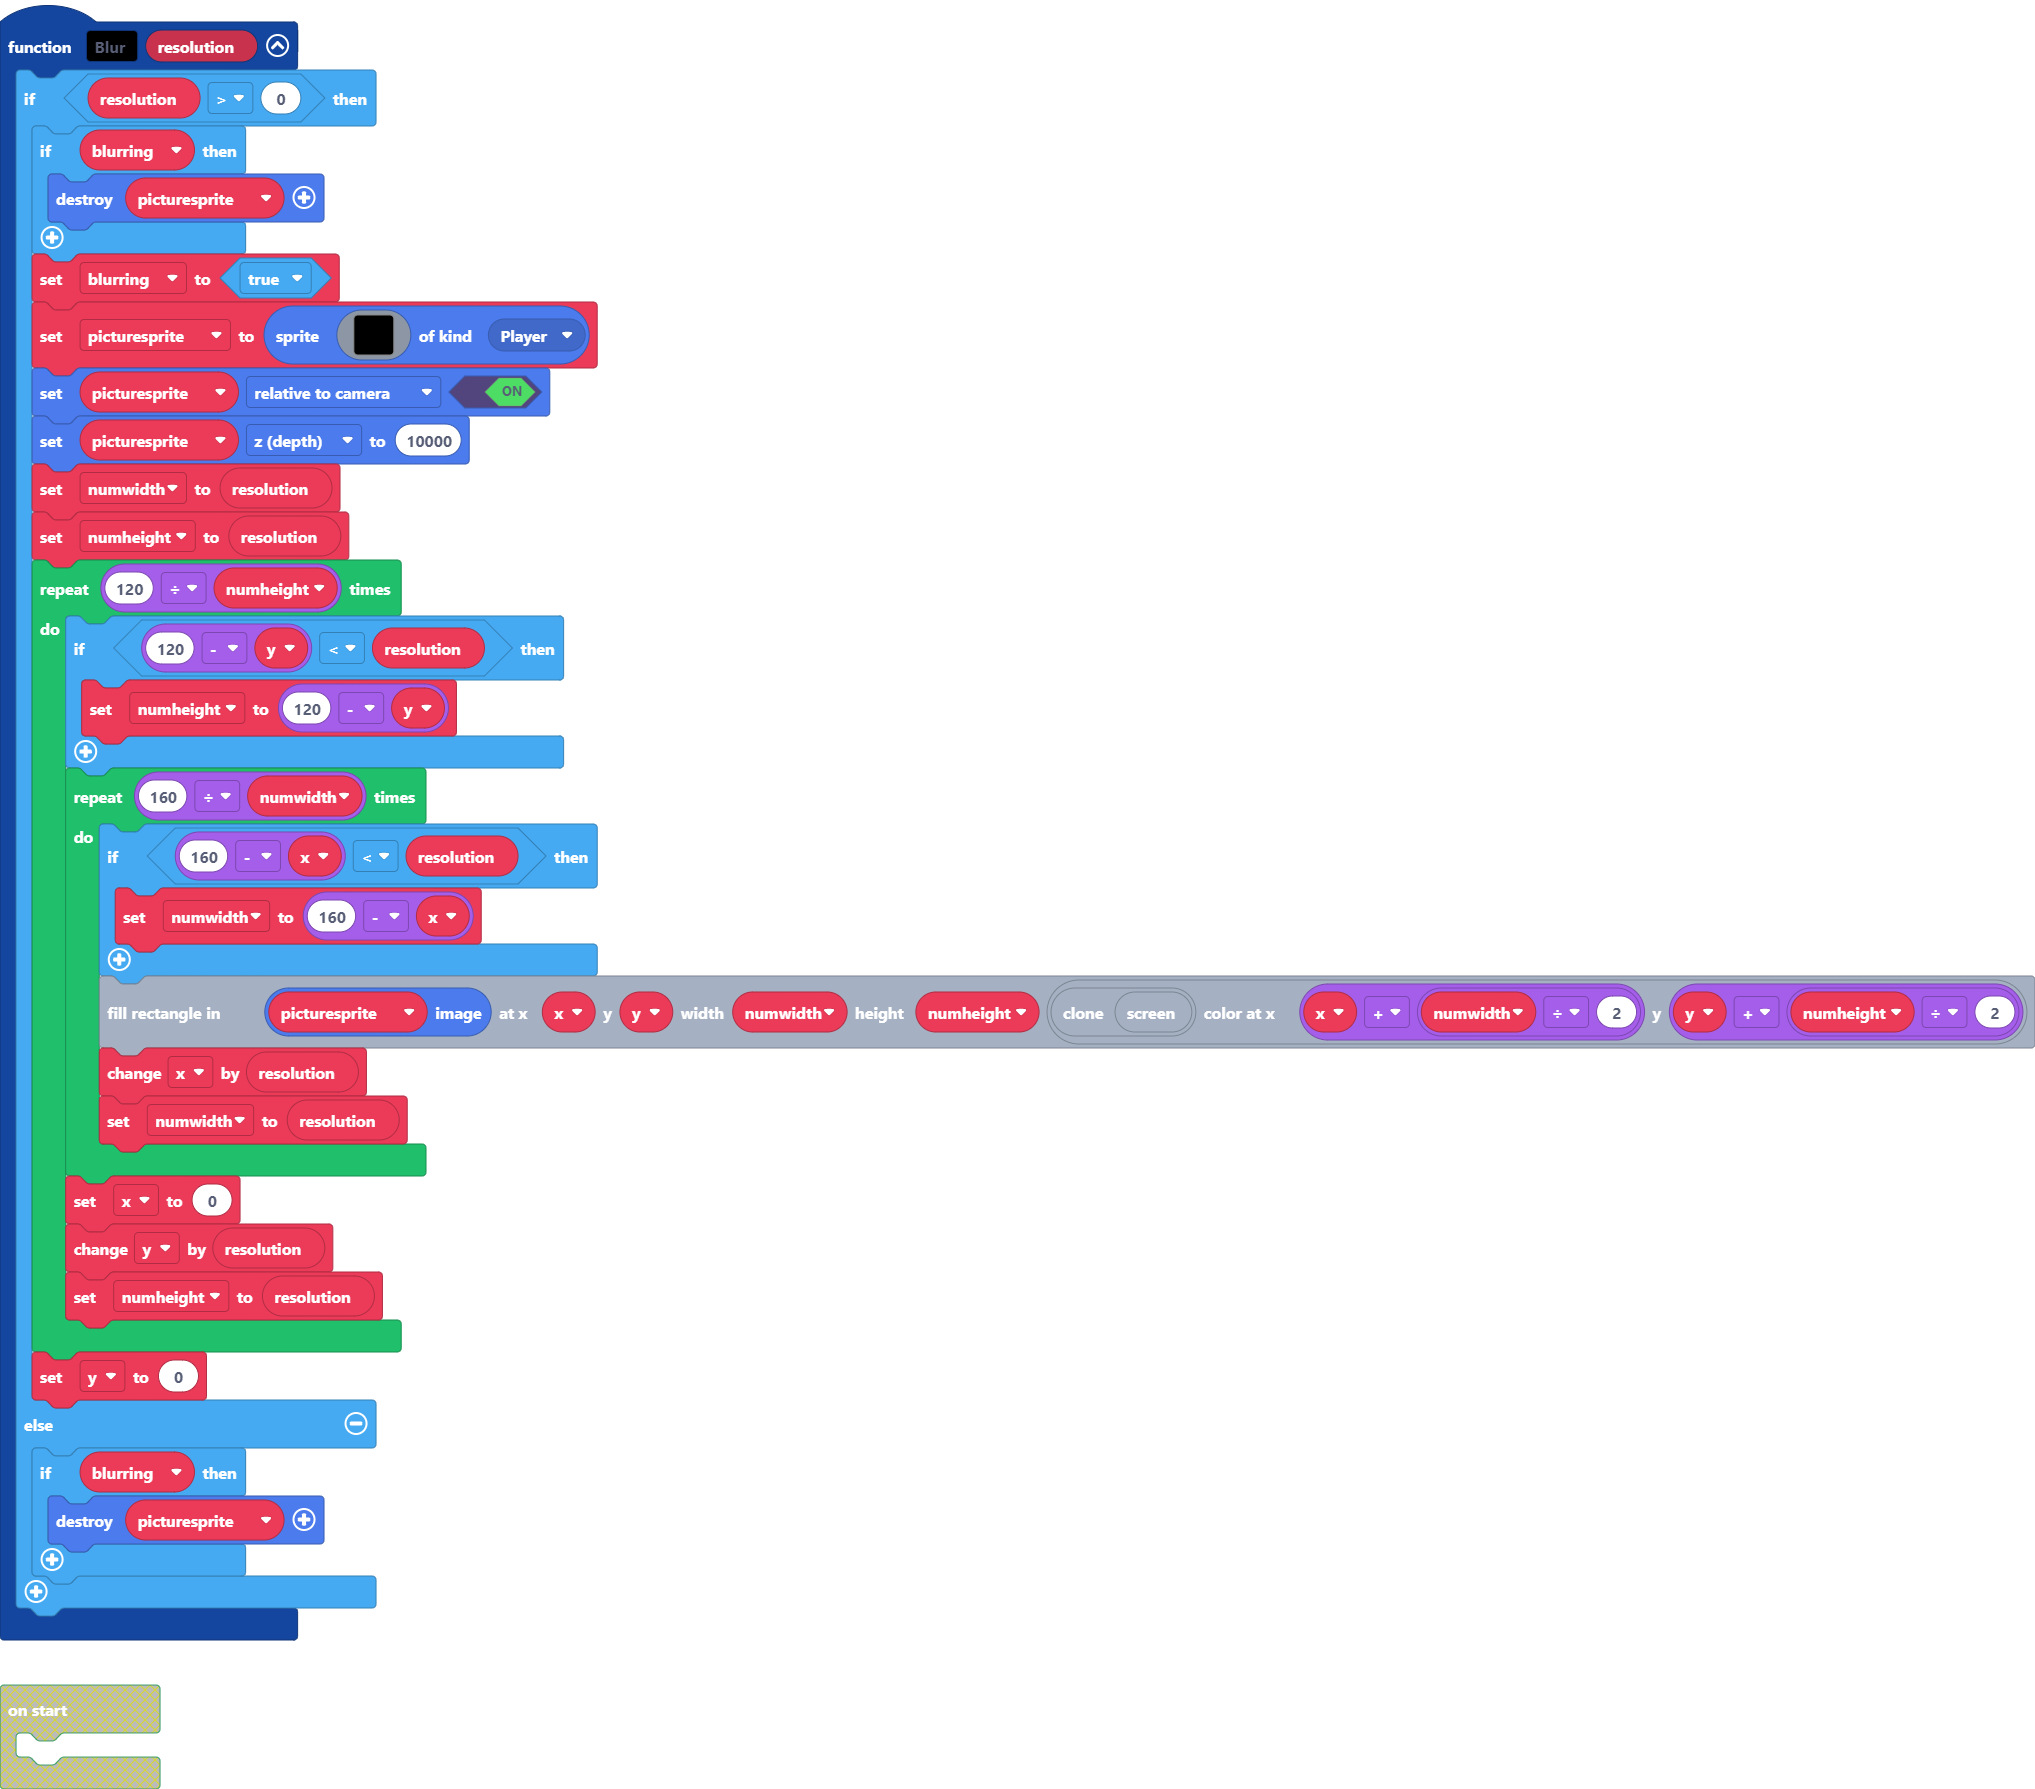 function Blur resolution
if resolution > 0 then
if blurring then
destroy picturesprite
set blurring to true
set picturesprite to sprite of kind Player
set picturesprite relative to camera ON
set picturesprite z (depth) to 10000
set numwidth to resolution
set numheight to resolution
repeat 120 ÷ numheight times
do
if 120 - y < resolution then
set numheight to 120 - y
repeat 160 ÷ numwidth times
do
if 160 - x < resolution then
set numwidth to 160 - x
fill rectangle in picturesprite image at x x y y width numwidth height numheight clone screen color at x x + numwidth ÷ 2 y y + numheight ÷ 2
change x by resolution
set numwidth to resolution
set x to 0
change y by resolution
set numheight to resolution
set y to 0
else
if blurring then
destroy picturesprite
on start